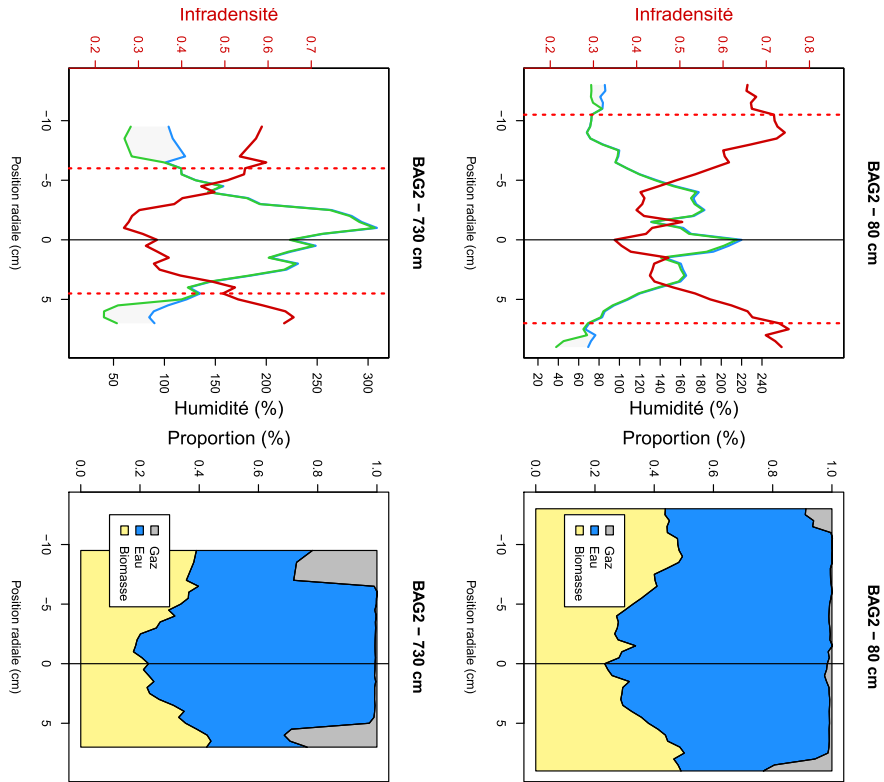 Infradensité
0.2 0.3 0.4 0.5 0.6 0.7
−10 −5 0 5
Position radiale (cm)
50 100 150 200 250 300
Humidité (%)
BAG2 − 730 cm
Infradensité
0.2 0.3 0.4 0.5 0.6 0.7 0.8
−10 −5 0 5
Position radiale (cm)
20 40 60 80 100 120 140 160 180 200 220 240
Humidité (%)
BAG2 − 80 cm
Proportion (%)
0.0 0.2 0.4 0.6 0.8 1.0
−10 −5 0 5
Position radiale (cm)
Gaz
Eau
Biomasse
BAG2 − 730 cm
Proportion (%)
0.0 0.2 0.4 0.6 0.8 1.0
−10 −5 0 5
Position radiale (cm)
Gaz
Eau
Biomasse
BAG2 − 80 cm